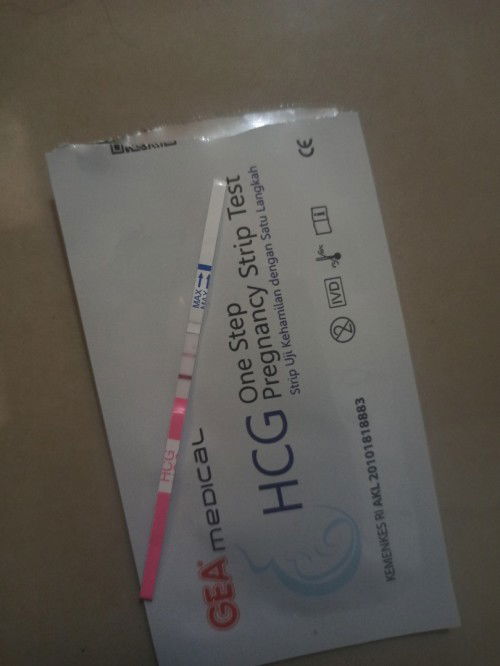 GEA MEDICAL
HCG
One Step
Pregnancy Strip Test
Strip Uji Kehamilan dengan Satu Langkah
IVD
CE
KEMENKES RI AKL 20101818883
HCG
MAX
MAX